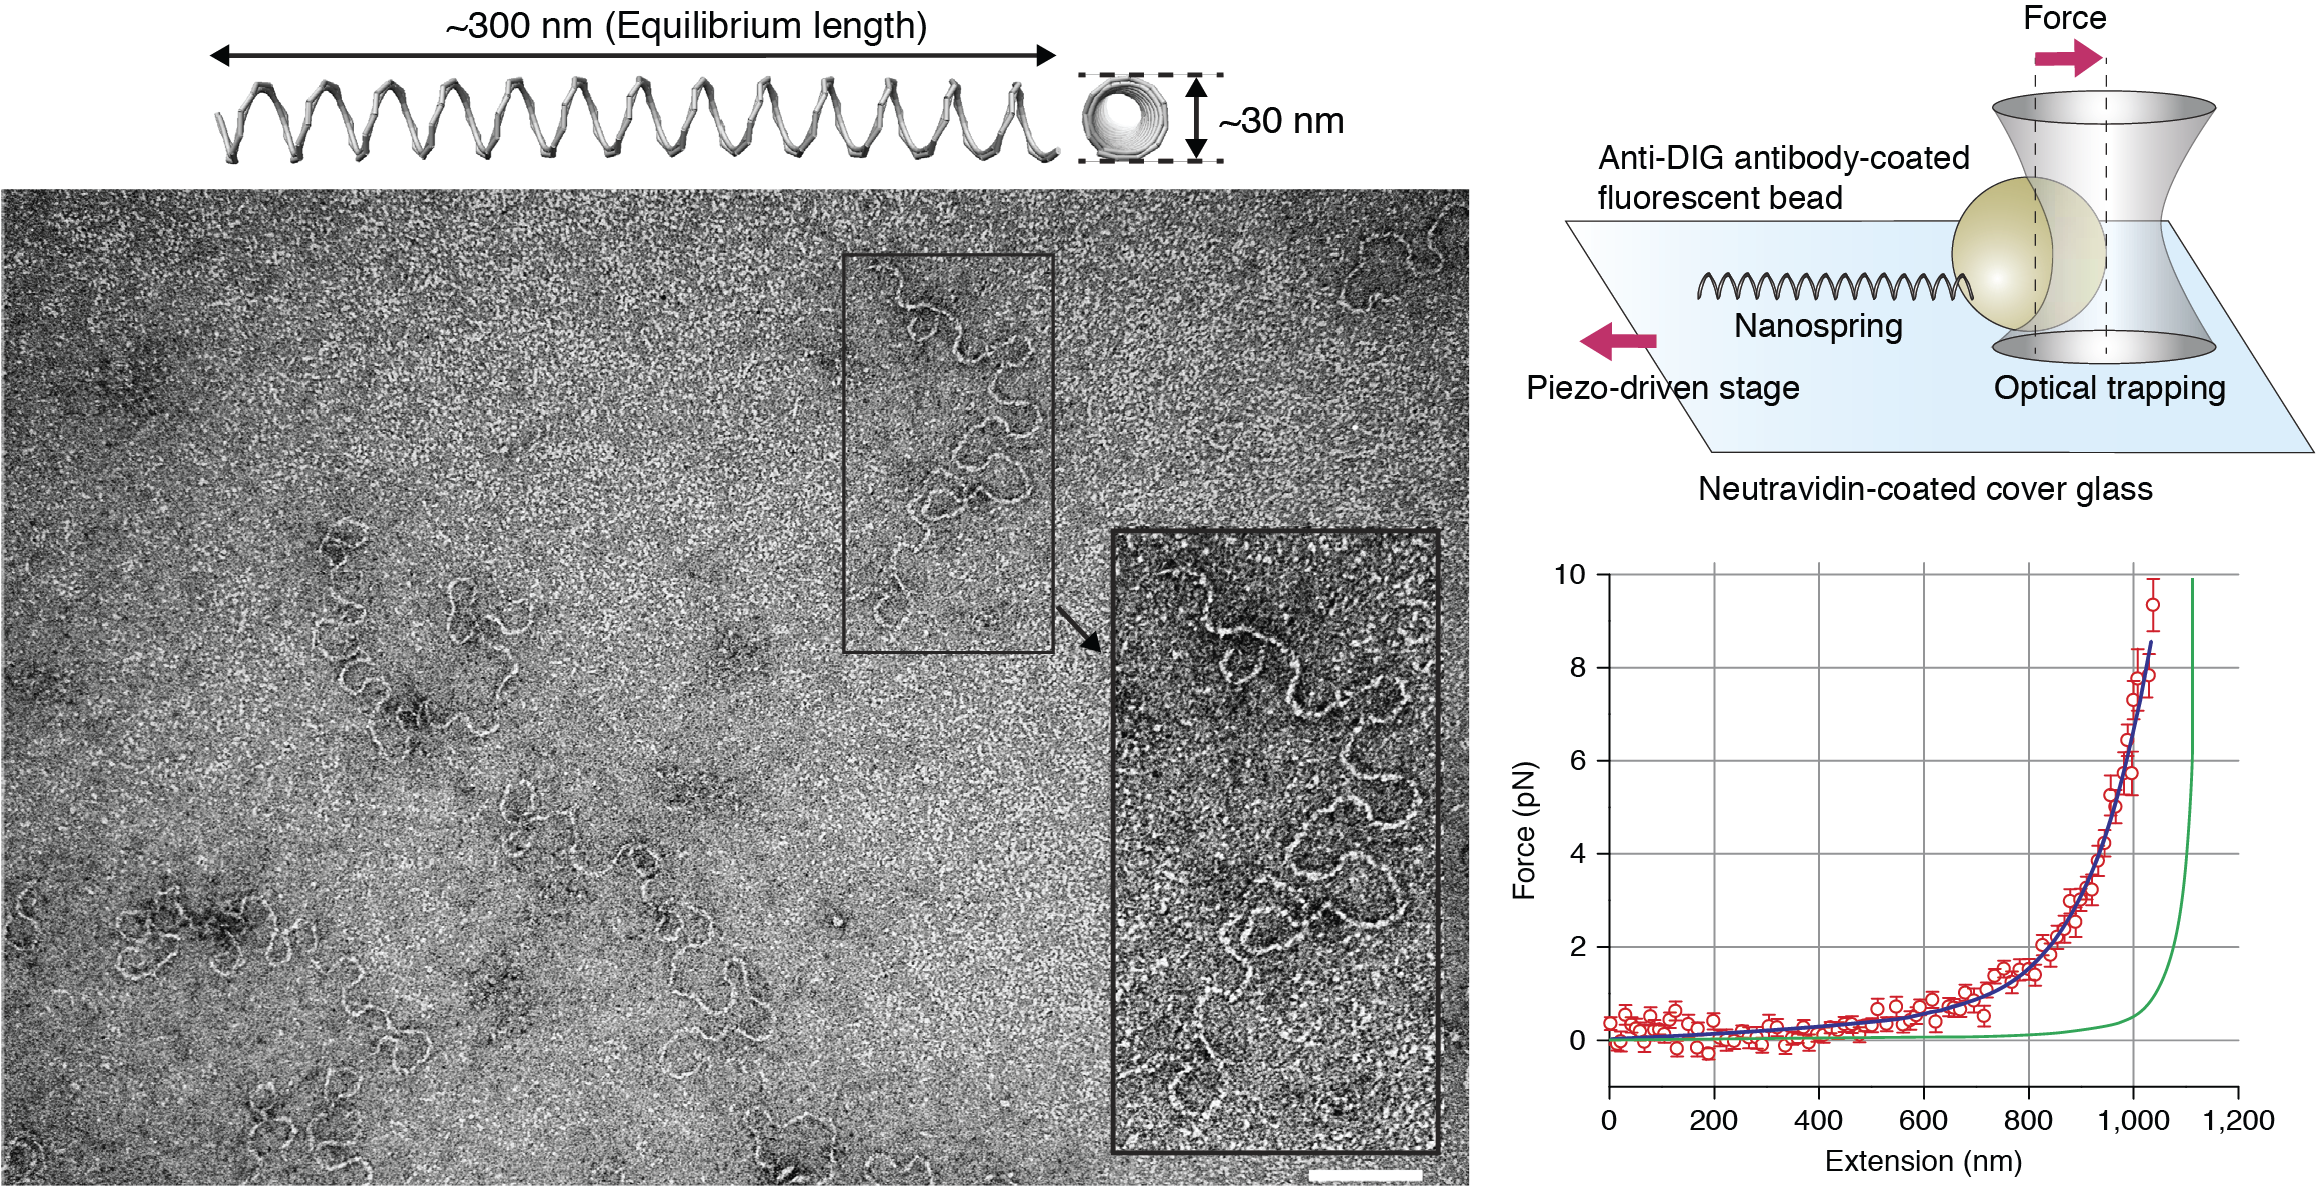 ~300 nm (Equilibrium length)
~30 nm
Force
Anti-DIG antibody-coated
fluorescent bead
Nanospring
Piezo-driven stage
Optical trapping
Neutravidin-coated cover glass
10
8
6
4
2
0
Force (pN)
0 200 400 600 800 1,000 1,200
Extension (nm)